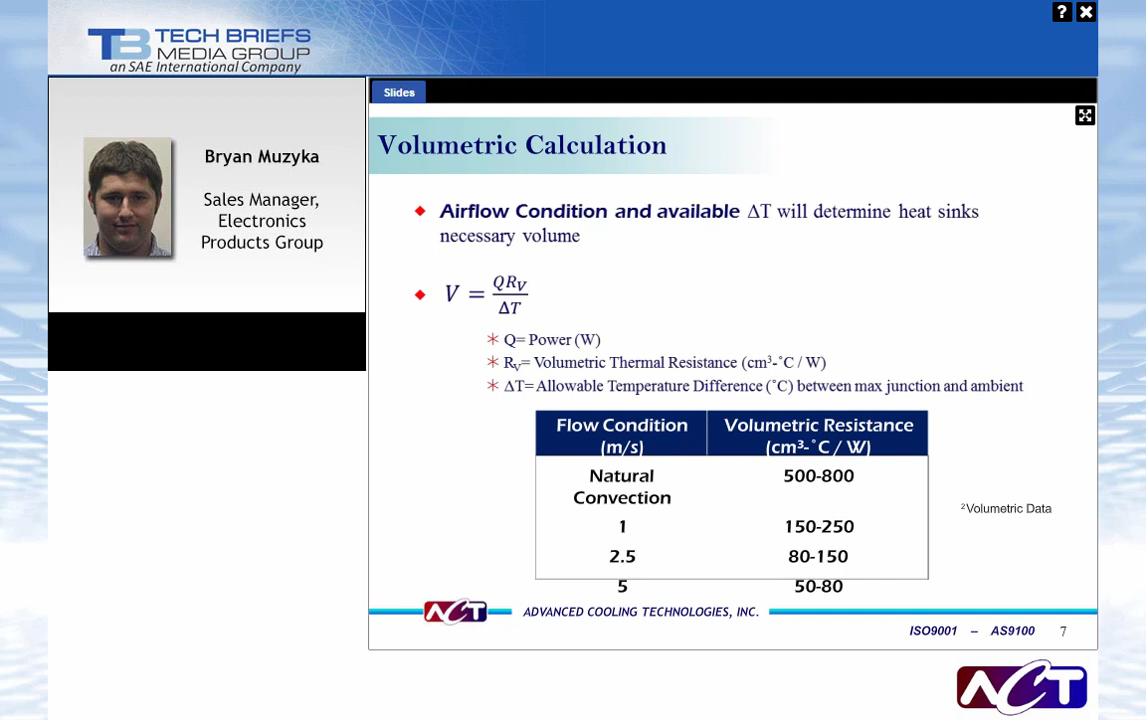 ? ✖
TECH BRIEFS
MEDIA GROUP
an SAE International Company
Slides
Bryan Muzyka
Sales Manager,
Electronics
Products Group
Volumetric Calculation
Airflow Condition and available ΔT will determine heat sinks
necessary volume
V = QR_V / ΔT
Q= Power (W)
R_V= Volumetric Thermal Resistance (cm³-˚C / W)
ΔT= Allowable Temperature Difference (˚C) between max junction and ambient
Flow Condition (m/s) Volumetric Resistance (cm³-˚C / W)
Natural Convection 500-800
1 150-250
2.5 80-150
5 50-80
²Volumetric Data
ACT ADVANCED COOLING TECHNOLOGIES, INC.
ISO9001 – AS9100 7
ACT